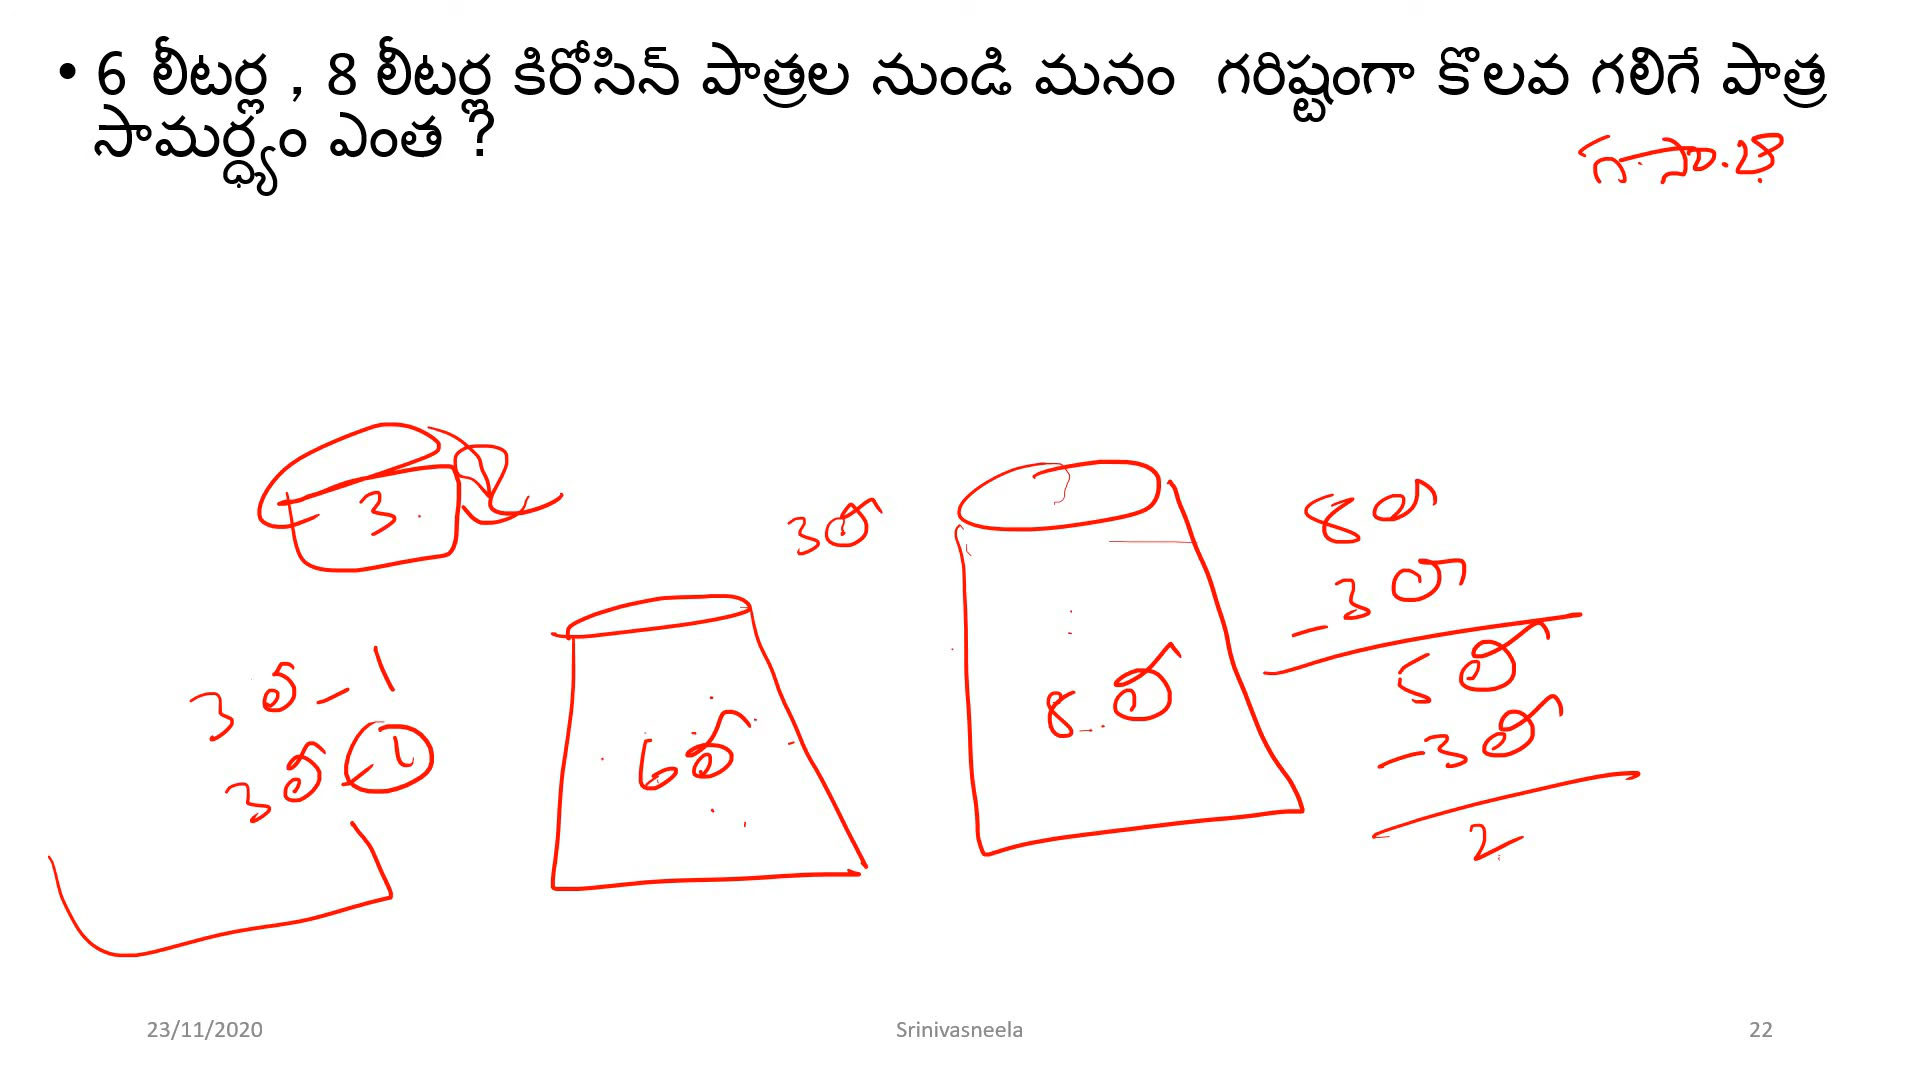 • 6 లీటర్ల , 8 లీటర్ల కిరోసిన్ పాత్రల నుండి మనం గరిష్టంగా కొలవ గలిగే పాత్ర
సామర్ధ్యం ఎంత ?
గ.సా.భా
3
3లీ
8లీ
-3లీ
5లీ
-3లీ
2
3లీ-1
3లీ-1
6లీ
8లీ
23/11/2020
Srinivasneela
22